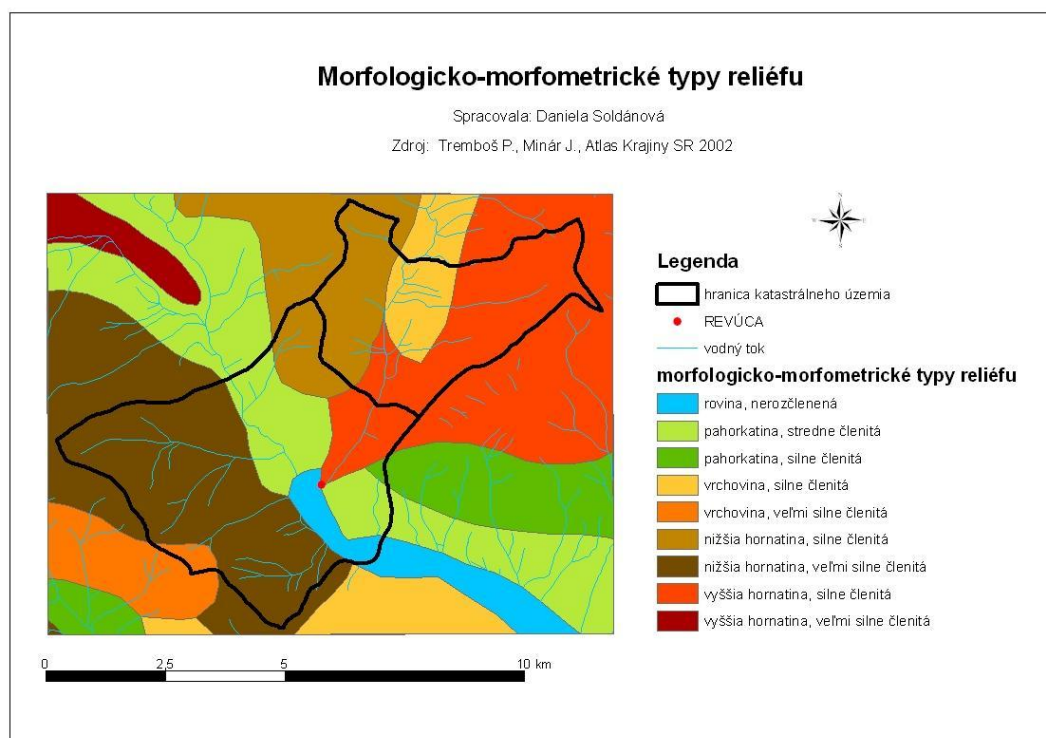 Morfologicko-morfometrické typy reliéfu
Spracovala: Daniela Soldánová
Zdroj: Tremboš P., Minár J., Atlas Krajiny SR 2002
Legenda
hranica katastrálneho územia
REVÚCA
vodný tok
morfologicko-morfometrické typy reliéfu
rovina, nerozčlenená
pahorkatina, stredne členitá
pahorkatina, silne členitá
vrchovina, silne členitá
vrchovina, veľmi silne členitá
nižšia hornatina, silne členitá
nižšia hornatina, veľmi silne členitá
vyššia hornatina, silne členitá
vyššia hornatina, veľmi silne členitá
0 2,5 5 10 km